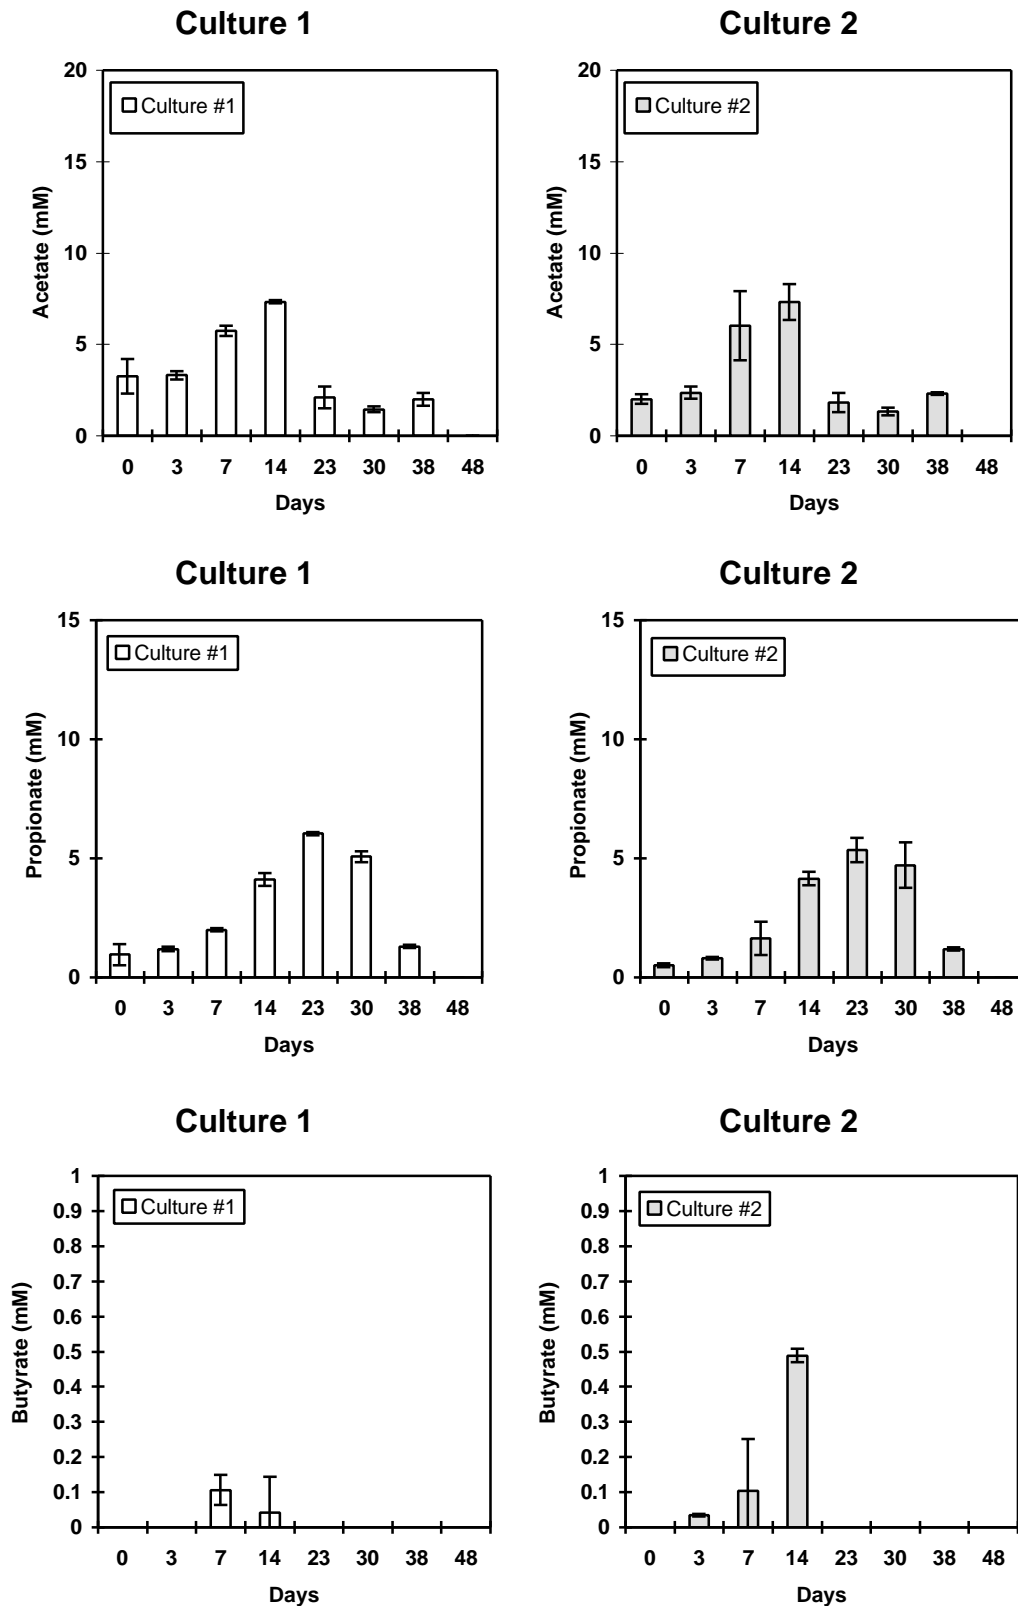 Culture 1
20
15
10
5
0
Acetate (mM)
Culture #1
0 3 7 14 23 30 38 48
Days
Culture 2
20
15
10
5
0
Acetate (mM)
Culture #2
0 3 7 14 23 30 38 48
Days
Culture 1
15
10
5
0
Propionate (mM)
Culture #1
0 3 7 14 23 30 38 48
Days
Culture 2
15
10
5
0
Propionate (mM)
Culture #2
0 3 7 14 23 30 38 48
Days
Culture 1
1
0.9
0.8
0.7
0.6
0.5
0.4
0.3
0.2
0.1
0
Butyrate (mM)
Culture #1
0 3 7 14 23 30 38 48
Days
Culture 2
1
0.9
0.8
0.7
0.6
0.5
0.4
0.3
0.2
0.1
0
Butyrate (mM)
Culture #2
0 3 7 14 23 30 38 48
Days